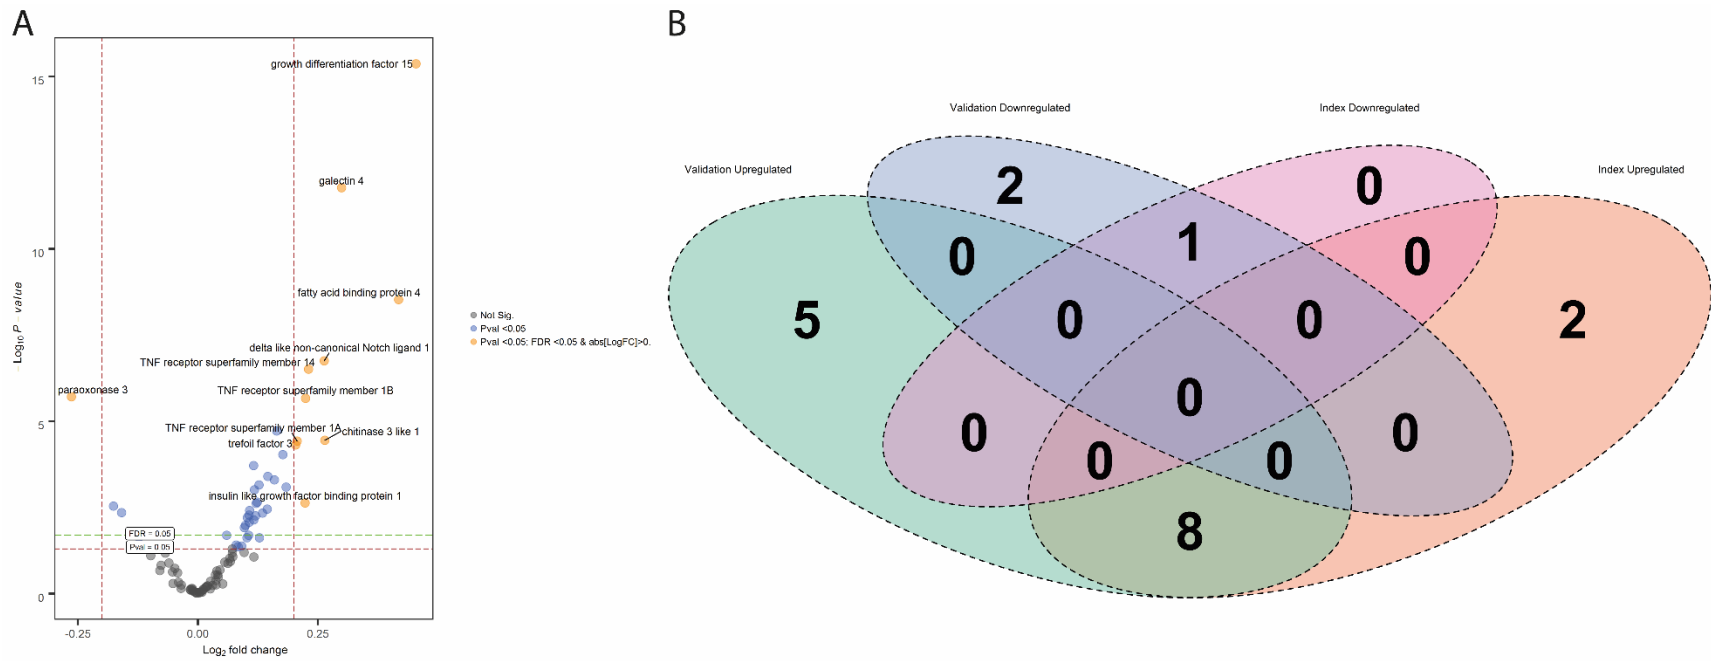 A
B
growth differentiation factor 15
galectin 4
fatty acid binding protein 4
delta like non-canonical Notch ligand 1
TNF receptor superfamily member 14
paraoxonase 3
TNF receptor superfamily member 1B
TNF receptor superfamily member 1A
chitinase 3 like 1
trefoil factor 3
insulin like growth factor binding protein 1
FDR = 0.05
Pval = 0.05
15
10
5
0
-0.25
0.00
0.25
Log2 fold change
- Log10 P - value
Not Sig.
Pval <0.05
Pval <0.05; FDR <0.05 & abs[LogFC]>0.
Validation Downregulated
Index Downregulated
Validation Upregulated
Index Upregulated
2
0
0
1
0
5
0
0
2
0
0
0
0
0
8